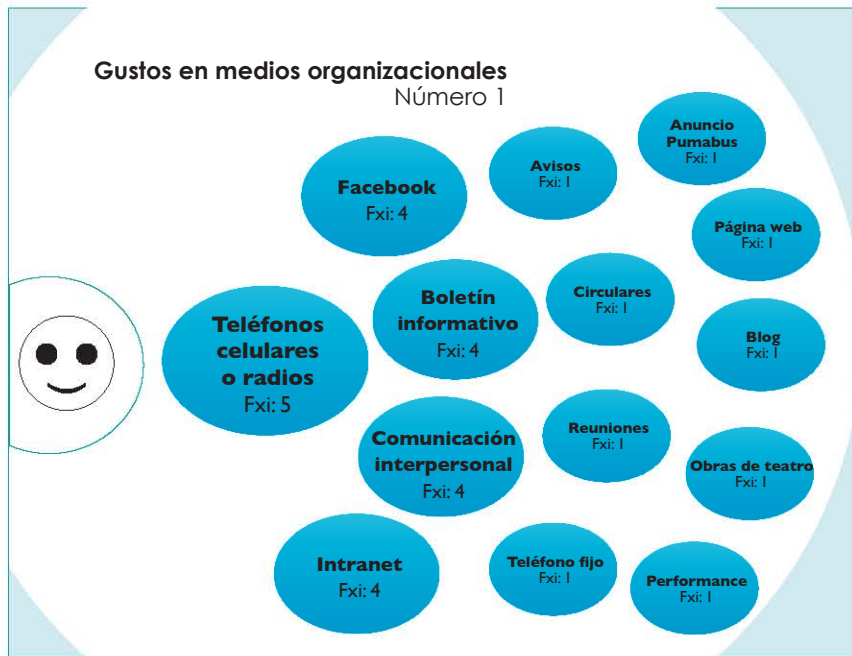 Gustos en medios organizacionales
Número 1
Anuncio
Pumabus
Fxi: 1
Avisos
Fxi: 1
Facebook
Fxi: 4
Página web
Fxi: 1
Boletín
informativo
Fxi: 4
Circulares
Fxi: 1
Teléfonos
celulares
o radios
Fxi: 5
Blog
Fxi: 1
Comunicación
interpersonal
Fxi: 4
Reuniones
Fxi: 1
Obras de teatro
Fxi: 1
Intranet
Fxi: 4
Teléfono fijo
Fxi: 1
Performance
Fxi: 1